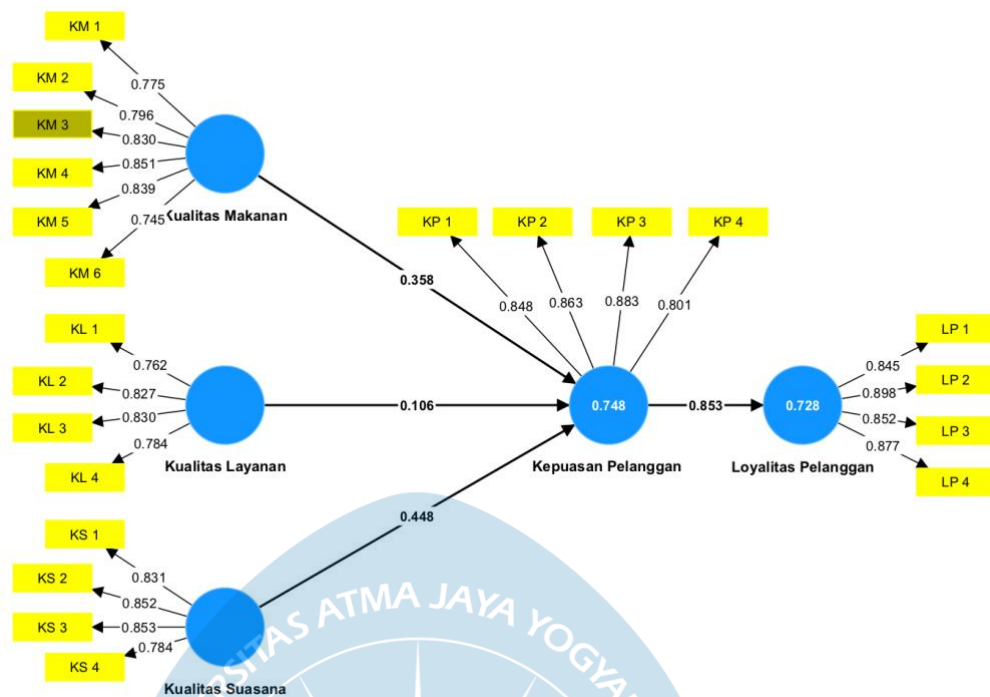 KM 1
0.775
KM 2
0.796
KM 3
0.830
KM 4
0.851
KM 5
0.839
KM 6
0.745
Kualitas Makanan
0.358
KL 1
0.762
KL 2
0.827
KL 3
0.830
KL 4
0.784
Kualitas Layanan
0.106
KS 1
0.831
KS 2
0.852
KS 3
0.853
KS 4
0.784
Kualitas Suasana
0.448
KP 1
KP 2
KP 3
KP 4
0.848
0.863
0.883
0.801
0.748
Kepuasan Pelanggan
0.853
0.728
Loyalitas Pelanggan
LP 1
0.845
LP 2
0.898
LP 3
0.852
LP 4
0.877
ATMA JAYA